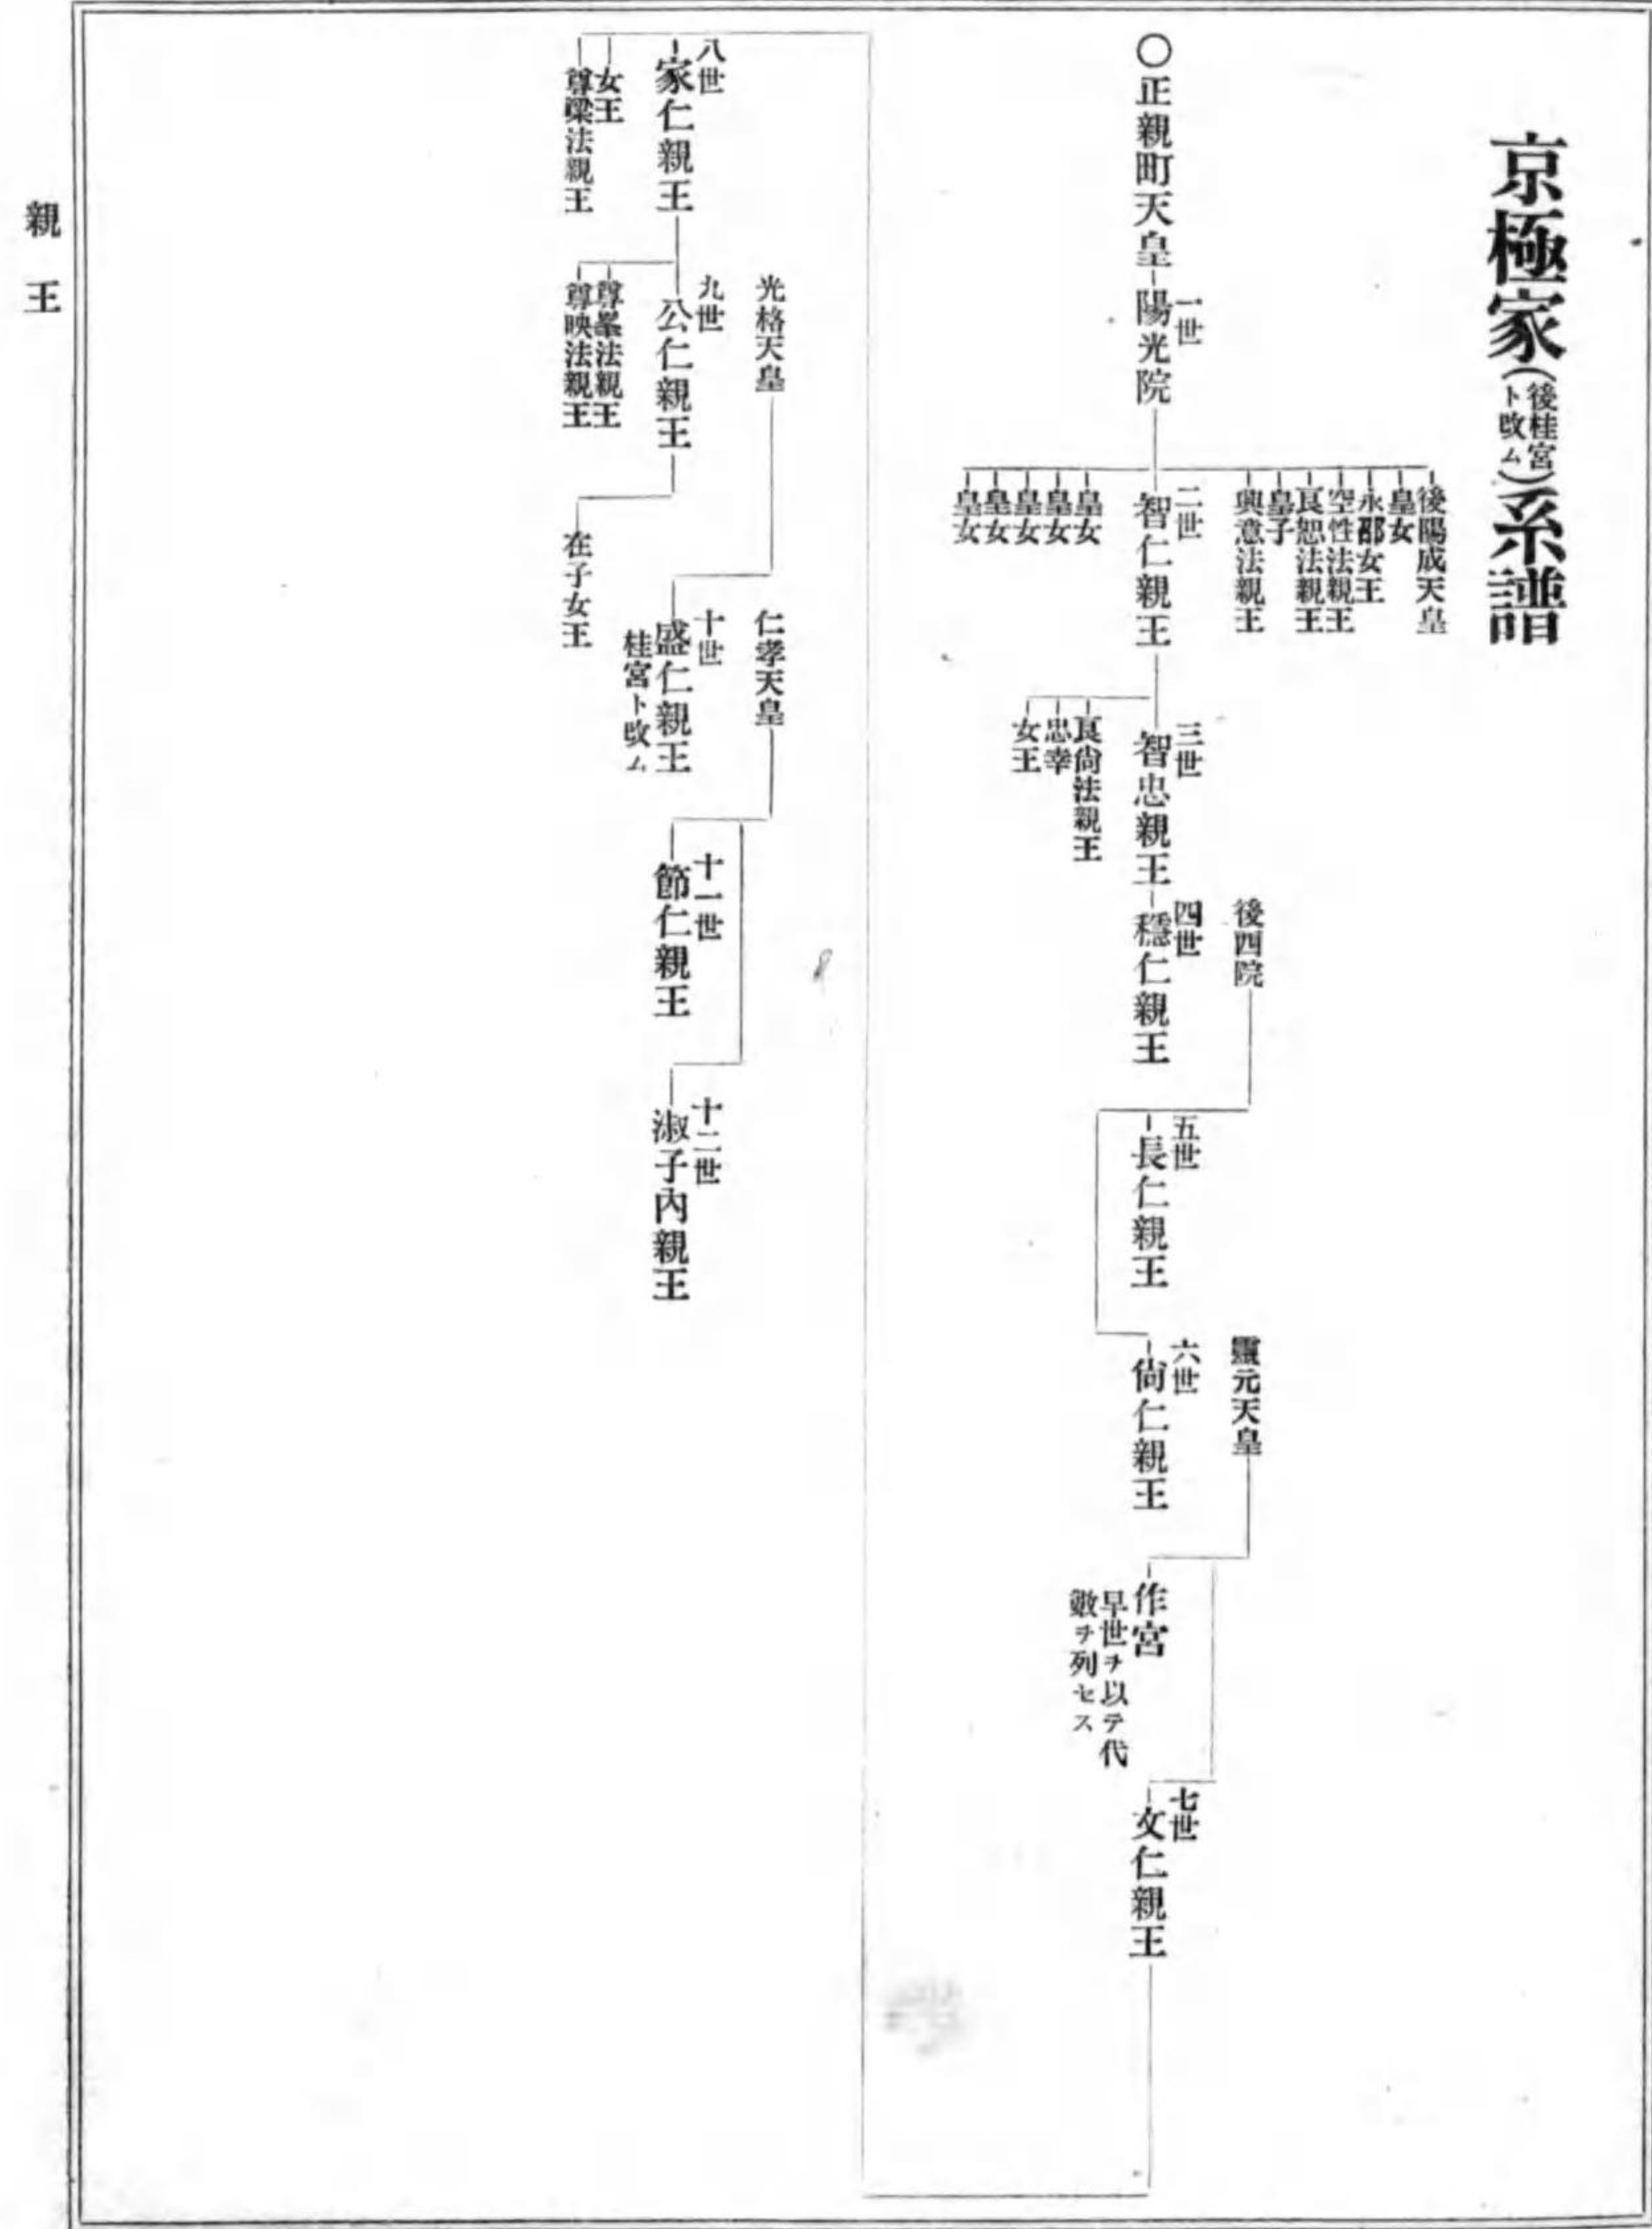 京極家(後桂宮ト改ム)系譜
〇正親町天皇
一世
陽光院
後陽成天皇
皇女
永邵女王
空性法親王
良恕法親王
皇子
興意法親王
二世
智仁親王
皇女
皇女
皇女
皇女
皇女
三世
智忠親王
良尙法親王
忠幸
女王
四世
穩仁親王
後西院
五世
長仁親王
六世
尙仁親王
靈元天皇
作宮
早世ヲ以テ代
數ヲ列セス
七世
文仁親王
八世
家仁親王
女王
尊梁法親王
光格天皇
九世
公仁親王
法親王
尊映法親王
在子女王
仁孝天皇
十世
盛仁親王
桂宮ト改ム
十一世
節仁親王
十二世
淑子內親王
親王